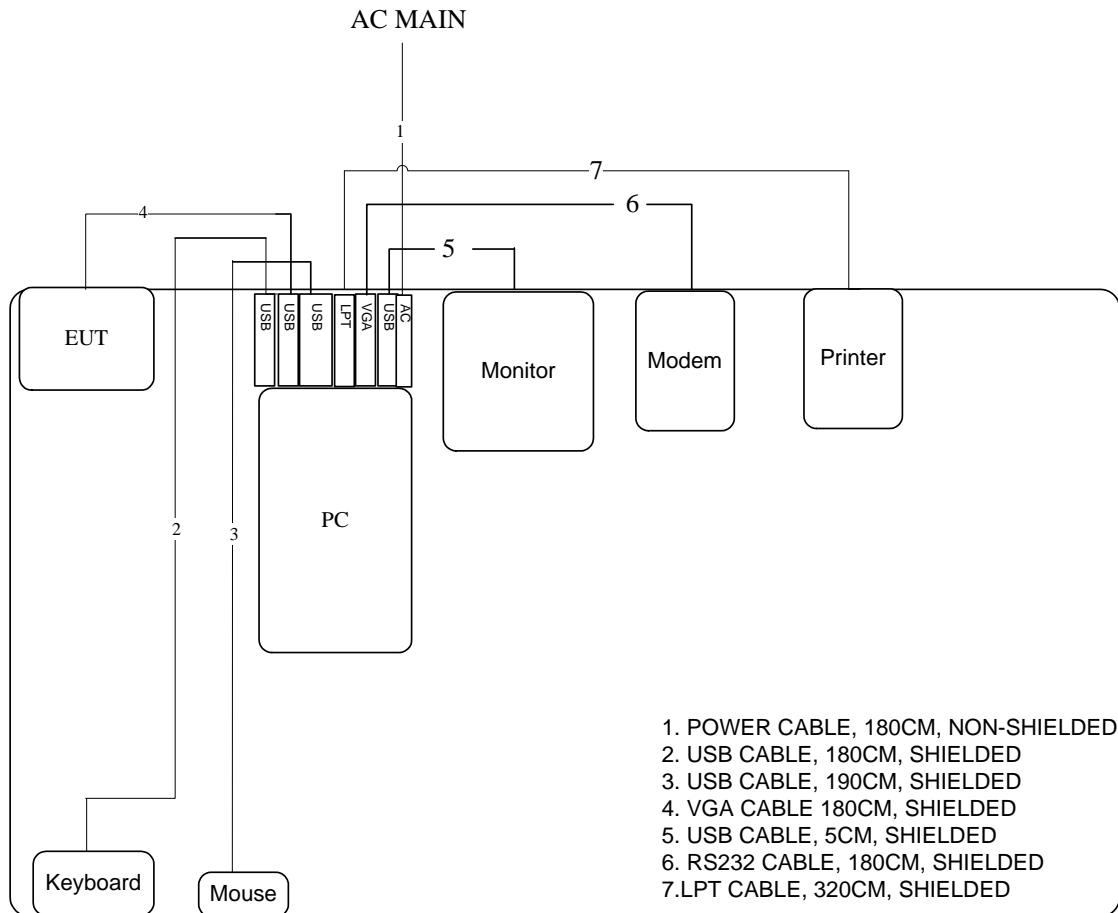 AC MAIN
1
7
4
6
5
USB
USB
USB
LPT
VGA
USB
AC
EUT
Monitor
Modem
Printer
PC
2
3
1. POWER CABLE, 180CM, NON-SHIELDED
2. USB CABLE, 180CM, SHIELDED
3. USB CABLE, 190CM, SHIELDED
4. VGA CABLE 180CM, SHIELDED
5. USB CABLE, 5CM, SHIELDED
6. RS232 CABLE, 180CM, SHIELDED
7.LPT CABLE, 320CM, SHIELDED
Keyboard
Mouse